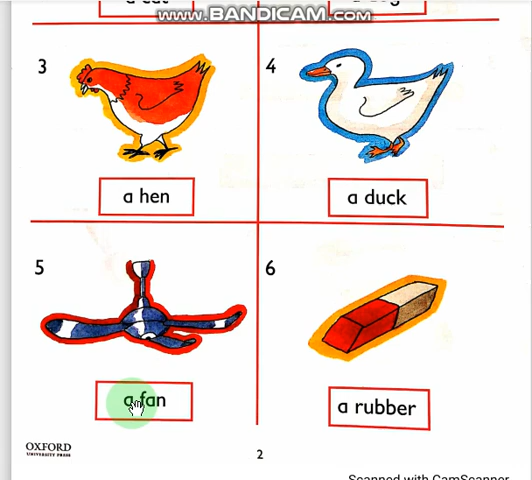 www.BANDICAM.com
3
4
a hen
a duck
5
6
a fan
a rubber
OXFORD
UNIVERSITY PRESS
2
Scanned with CamScanner